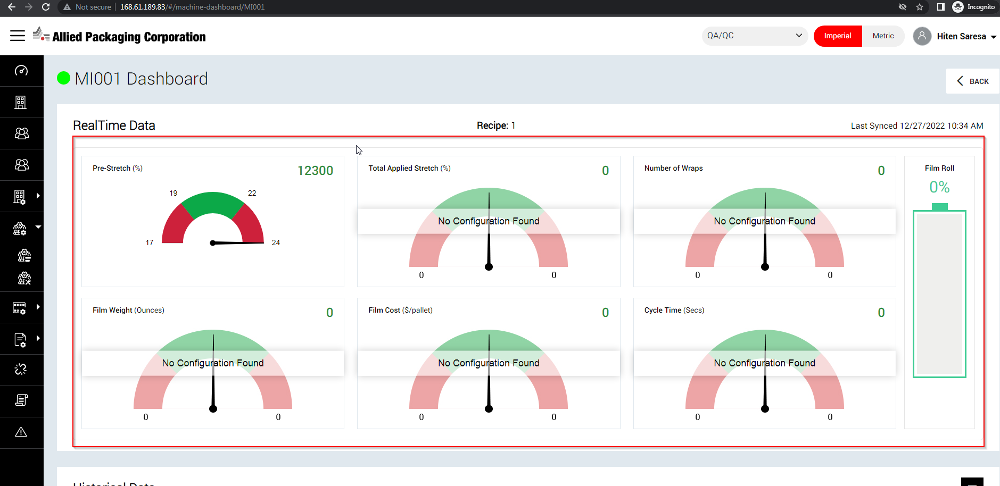 Not secure | 168.61.189.83/#/machine-dashboard/MI001
Incognito
Allied Packaging Corporation
QA/QC
Imperial
Metric
Hiten Saresa
MI001 Dashboard
BACK
RealTime Data
Recipe: 1
Last Synced 12/27/2022 10:34 AM
Pre-Stretch (%)
12300
19
22
17
24
Total Applied Stretch (%)
0
No Configuration Found
0
0
Number of Wraps
0
No Configuration Found
0
0
Film Roll
0%
Film Weight (Ounces)
0
No Configuration Found
0
0
Film Cost ($/pallet)
0
No Configuration Found
0
0
Cycle Time (Secs)
0
No Configuration Found
0
0
Historical Data